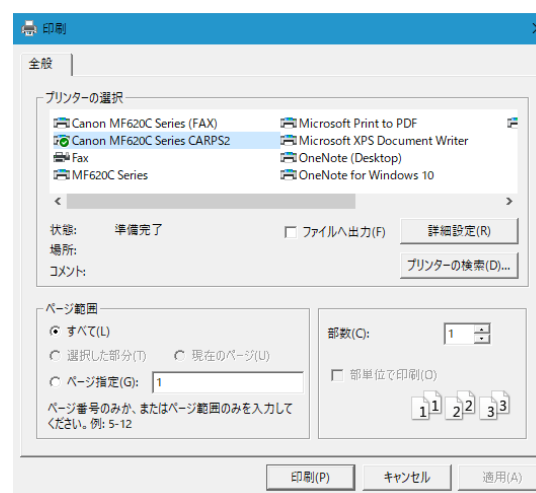 印刷
全般
プリンターの選択
Canon MF620C Series (FAX)
Microsoft Print to PDF
Canon MF620C Series CARPS2
Microsoft XPS Document Writer
Fax
OneNote (Desktop)
MF620C Series
OneNote for Windows 10
状態: 準備完了
ファイルへ出力(F)
詳細設定(R)
場所:
コメント:
プリンターの検索(D)...
ページ範囲
すべて(L)
部数(C): 1
選択した部分(T)
現在のページ(U)
ページ指定(G): 1
部単位で印刷(O)
ページ番号のみか、またはページ範囲のみを入力して
ください。例: 5-12
1 1 2 2 3 3
印刷(P)
キャンセル
適用(A)